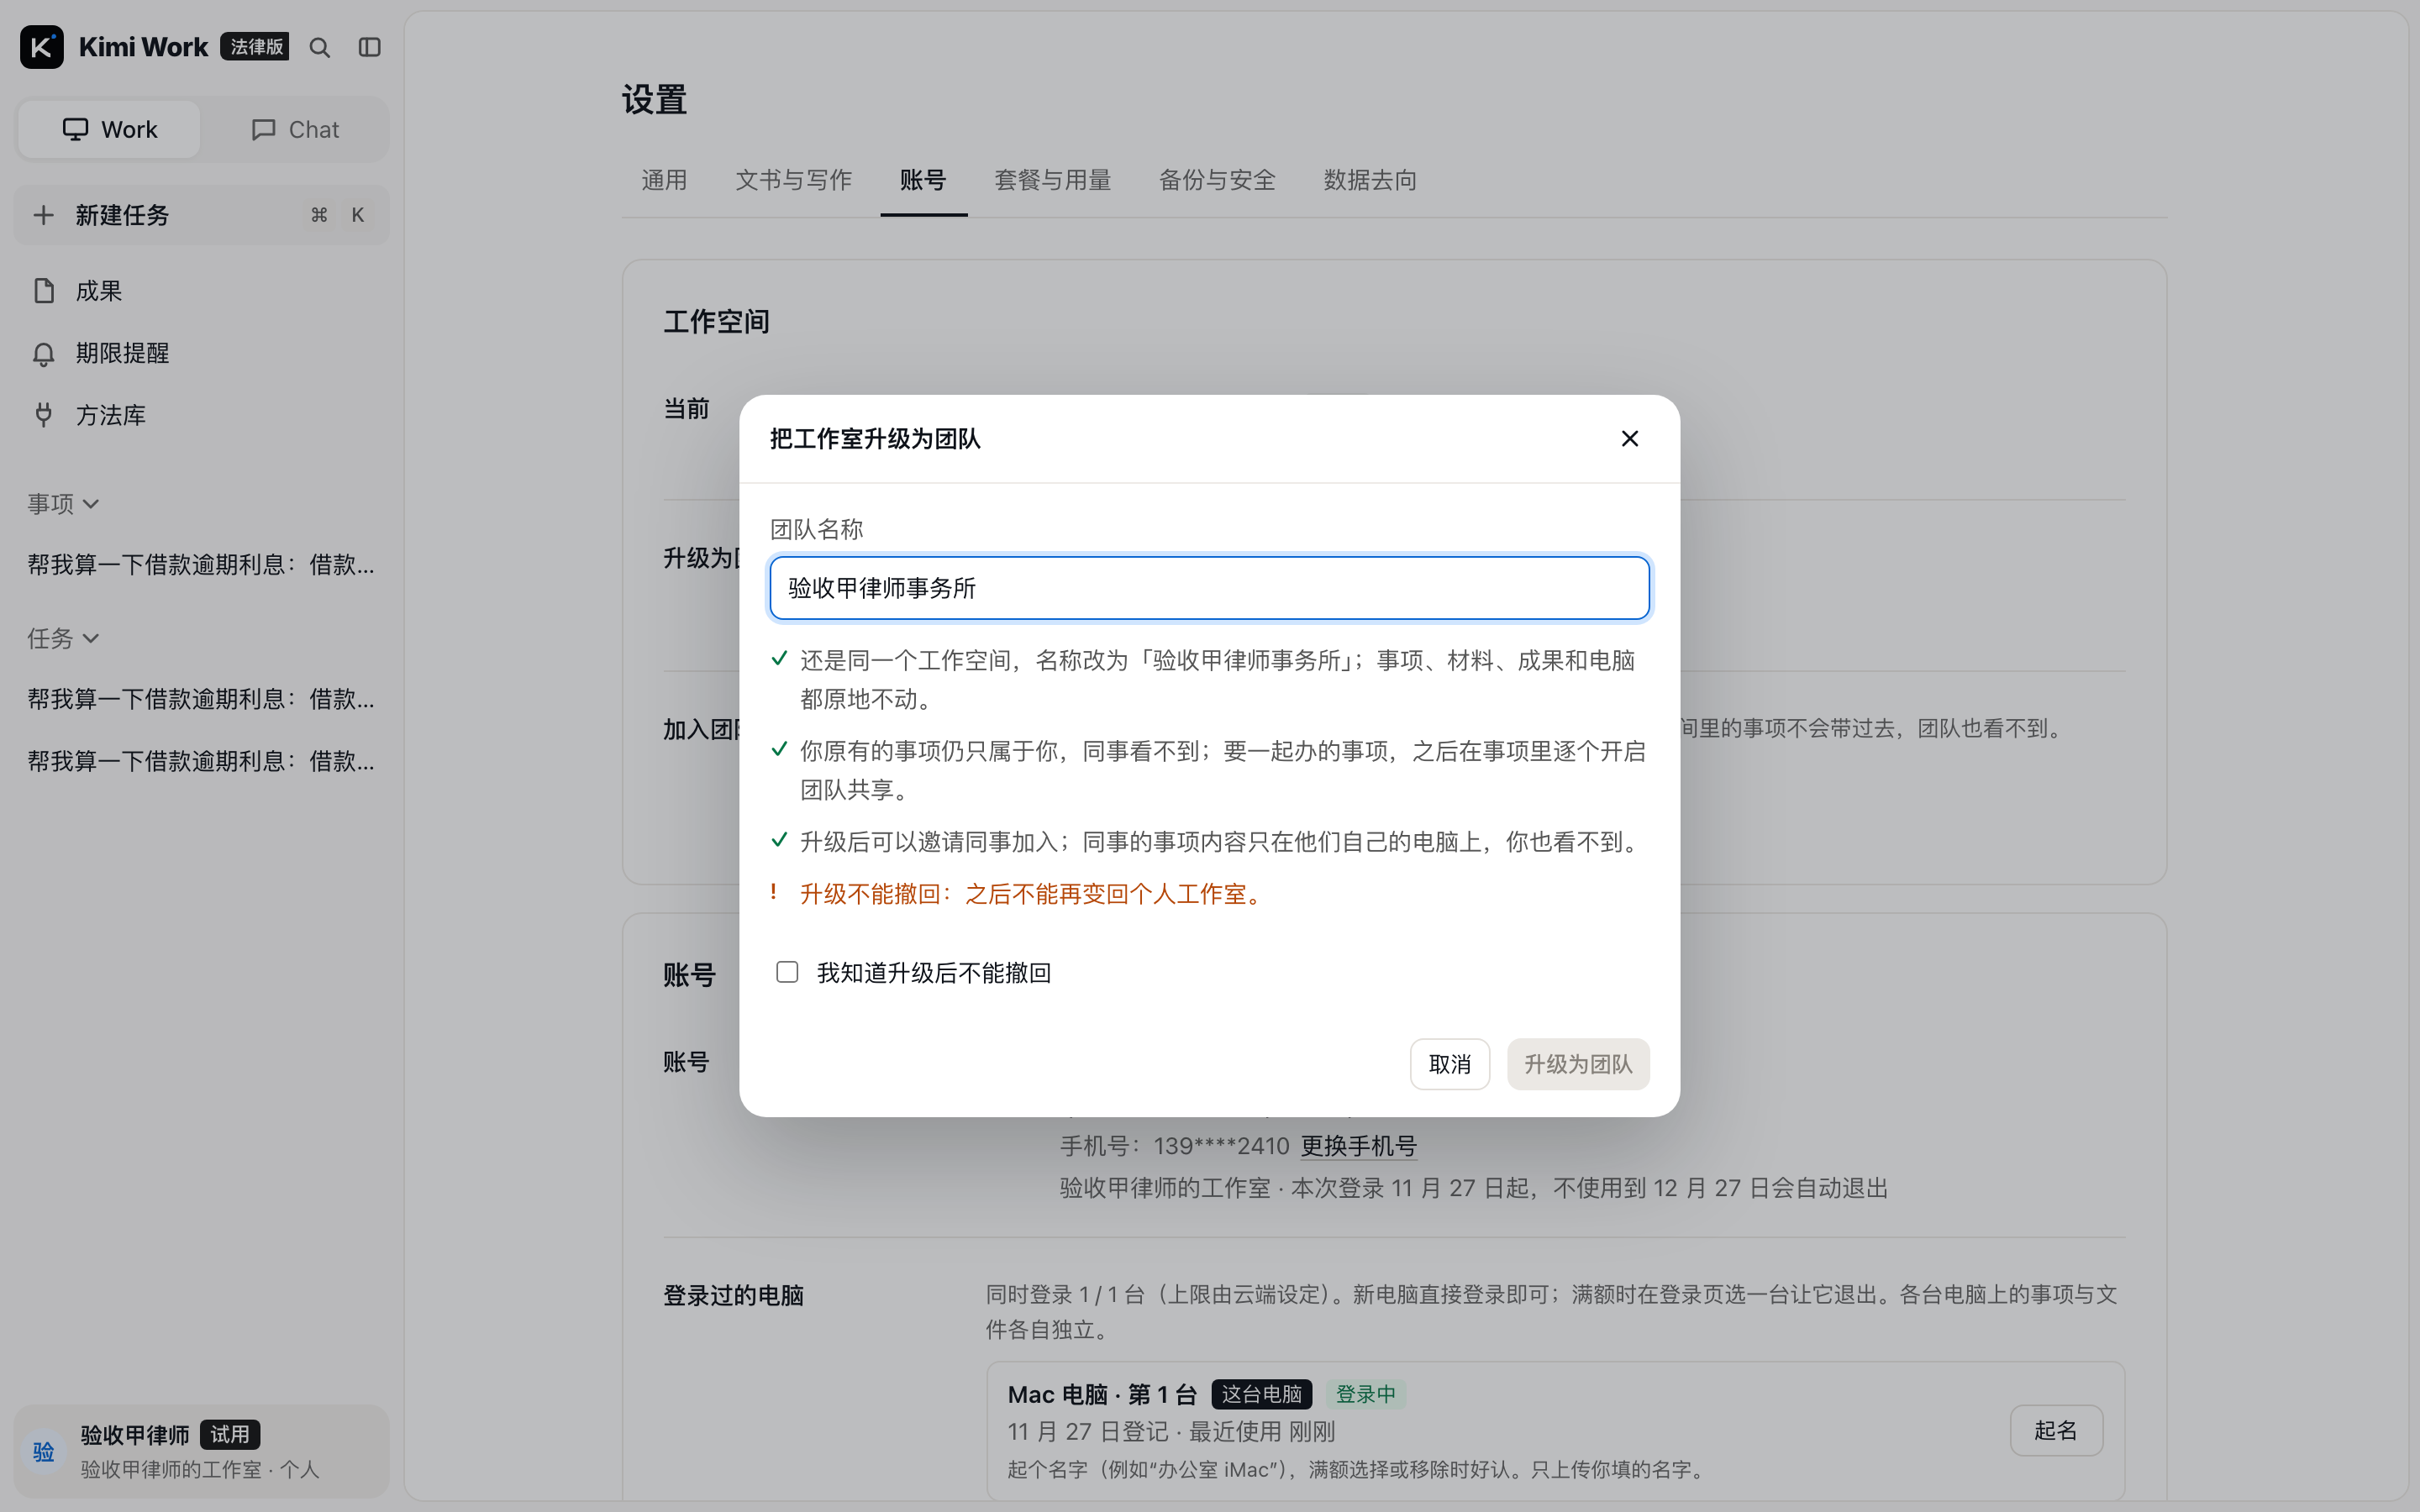 Kimi Work 法律版
Work
Chat
新建任务 ⌘ K
成果
期限提醒
方法库
事项
帮我算一下借款逾期利息：借款...
任务
帮我算一下借款逾期利息：借款...
帮我算一下借款逾期利息：借款...
验
验收甲律师 试用
验收甲律师的工作室 · 个人
设置
通用 文书与写作 账号 套餐与用量 备份与安全 数据去向
工作空间
当前
升级为
加入团
间里的事项不会带过去，团队也看不到。
把工作室升级为团队
团队名称
验收甲律师事务所
还是同一个工作空间，名称改为「验收甲律师事务所」；事项、材料、成果和电脑
都原地不动。
你原有的事项仍只属于你，同事看不到；要一起办的事项，之后在事项里逐个开启
团队共享。
升级后可以邀请同事加入；同事的事项内容只在他们自己的电脑上，你也看不到。
! 升级不能撤回：之后不能再变回个人工作室。
我知道升级后不能撤回
取消 升级为团队
账号
账号
手机号：139****2410 更换手机号
验收甲律师的工作室 · 本次登录 11 月 27 日起，不使用到 12 月 27 日会自动退出
登录过的电脑
同时登录 1 / 1 台（上限由云端设定）。新电脑直接登录即可；满额时在登录页选一台让它退出。各台电脑上的事项与文
件各自独立。
Mac 电脑 · 第 1 台 这台电脑 登录中
11 月 27 日登记 · 最近使用 刚刚
起个名字（例如“办公室 iMac”），满额选择或移除时好认。只上传你填的名字。
起名